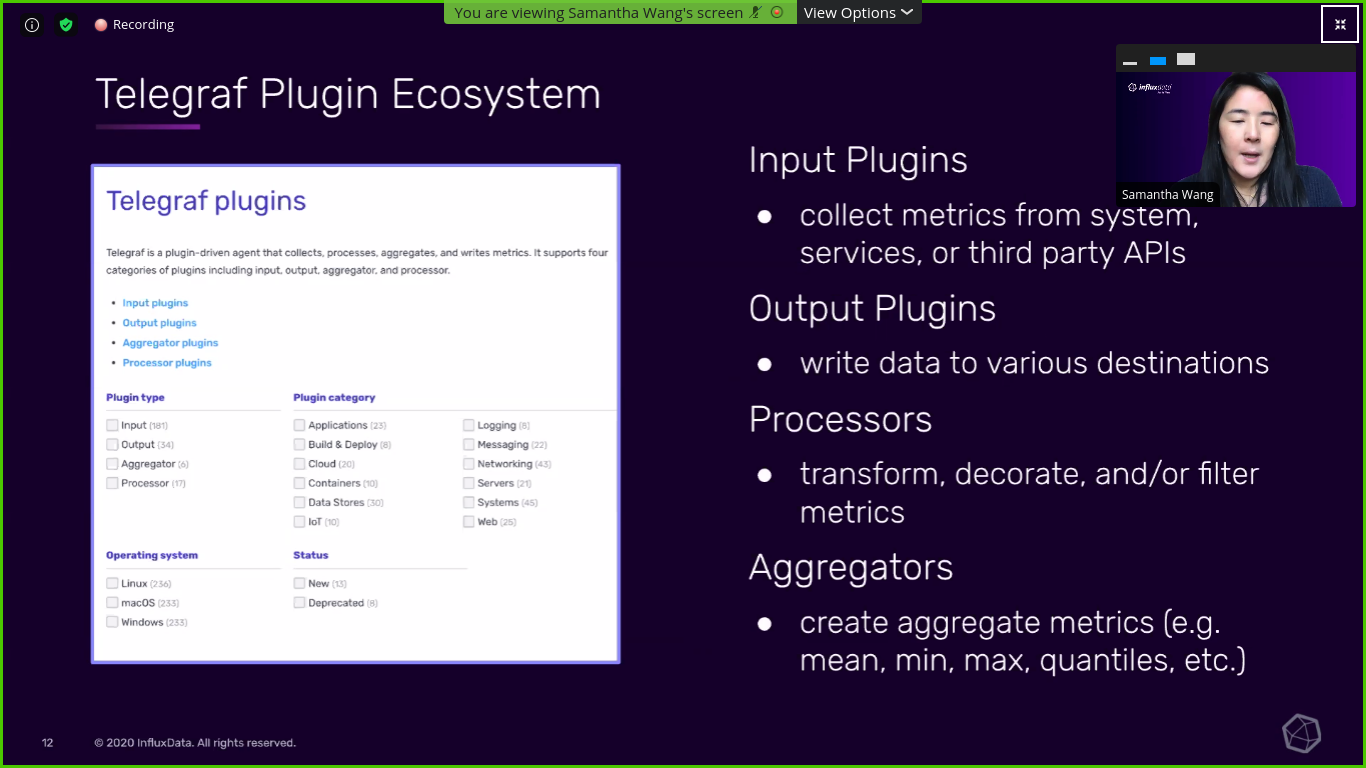 You are viewing Samantha Wang's screen
View Options
Recording
Telegraf Plugin Ecosystem
influxdata
Samantha Wang
Telegraf plugins
Telegraf is a plugin-driven agent that collects, processes, aggregates, and writes metrics. It supports four
categories of plugins including input, output, aggregator, and processor.
• Input plugins
• Output plugins
• Aggregator plugins
• Processor plugins
Plugin type
Input (181)
Output (34)
Aggregator (6)
Processor (17)
Plugin category
Applications (23)
Build & Deploy (8)
Cloud (20)
Containers (10)
Data Stores (30)
IoT (10)
Logging (8)
Messaging (22)
Networking (43)
Servers (21)
Systems (45)
Web (25)
Operating system
Linux (236)
macOS (233)
Windows (233)
Status
New (13)
Deprecated (8)
Input Plugins
● collect metrics from system,
services, or third party APIs
Output Plugins
● write data to various destinations
Processors
● transform, decorate, and/or filter
metrics
Aggregators
● create aggregate metrics (e.g.
mean, min, max, quantiles, etc.)
12
© 2020 InfluxData. All rights reserved.